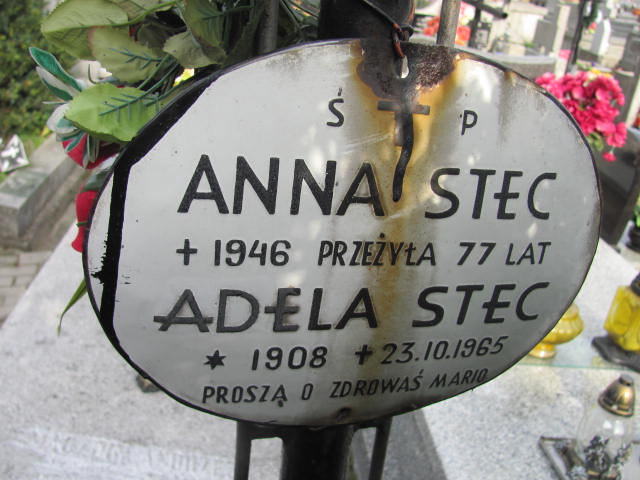 Ś P
ANNA STEC
+ 1946 PRZEŻYŁA 77 LAT
ADELA STEC
* 1908 + 23.10.1965
PROSZĄ O ZDROWAŚ MARIO